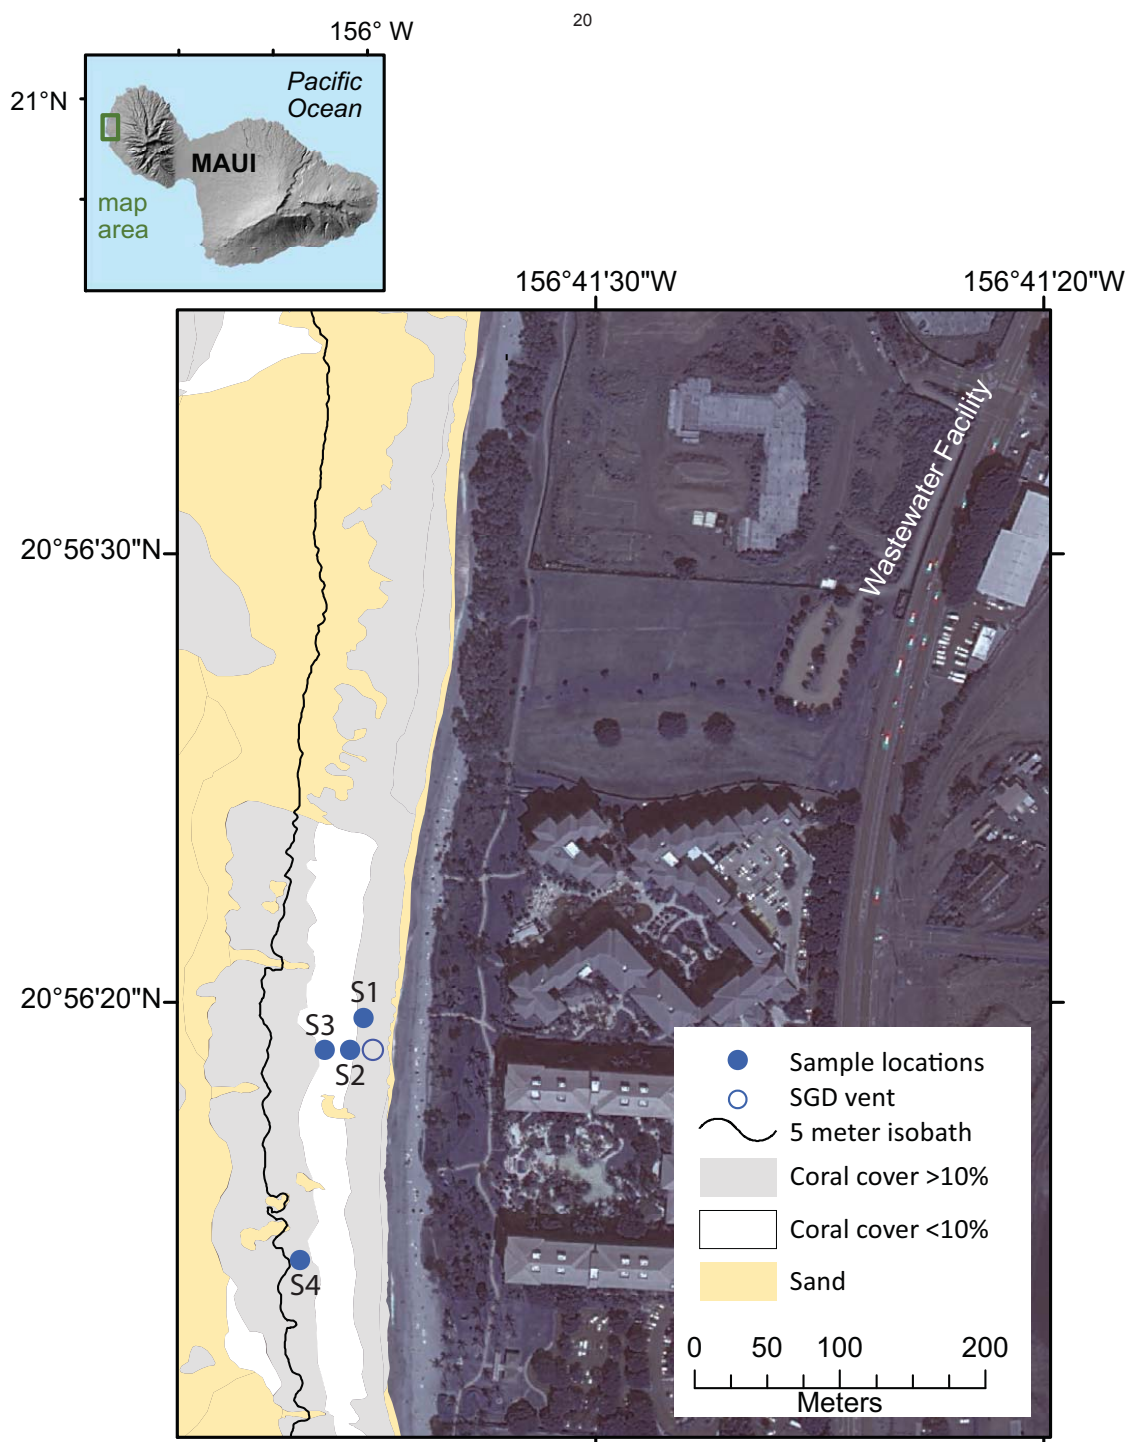 20
156° W
21°N
Pacific
Ocean
MAUI
map
area
156°41'30"W
156°41'20"W
Wastewater Facility
20°56'30"N
20°56'20"N
S1
S3
S2
S4
Sample locations
SGD vent
5 meter isobath
Coral cover >10%
Coral cover <10%
Sand
0 50 100 200
Meters